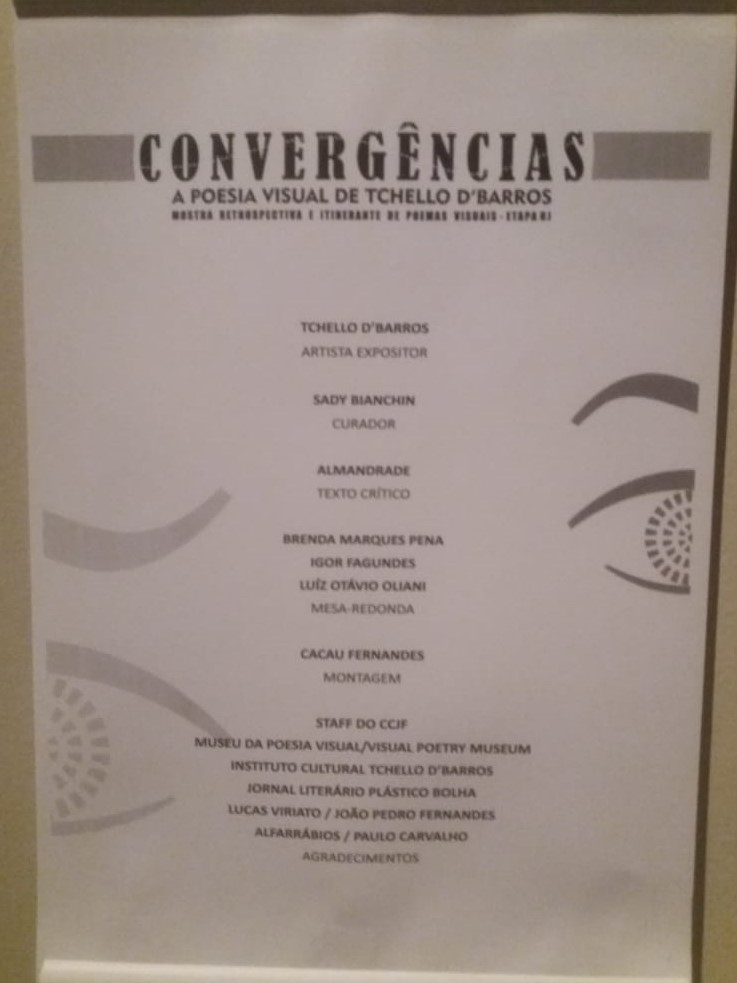 CONVERGÊNCIAS
A POESIA VISUAL DE TCHELLO D'BARROS
MOSTRA RETROSPECTIVA E ITINERANTE DE POEMAS VISUAIS - ETAPA RJ
TCHELLO D'BARROS
ARTISTA EXPOSITOR
SADY BIANCHIN
CURADOR
ALMANDRADE
TEXTO CRÍTICO
BRENDA MARQUES PENA
IGOR FAGUNDES
LUÍZ OTÁVIO OLIANI
MESA-REDONDA
CACAU FERNANDES
MONTAGEM
STAFF DO CCJF
MUSEU DA POESIA VISUAL/VISUAL POETRY MUSEUM
INSTITUTO CULTURAL TCHELLO D'BARROS
JORNAL LITERÁRIO PLÁSTICO BOLHA
LUCAS VIRIATO / JOÃO PEDRO FERNANDES
ALFARRÁBIOS / PAULO CARVALHO
AGRADECIMENTOS